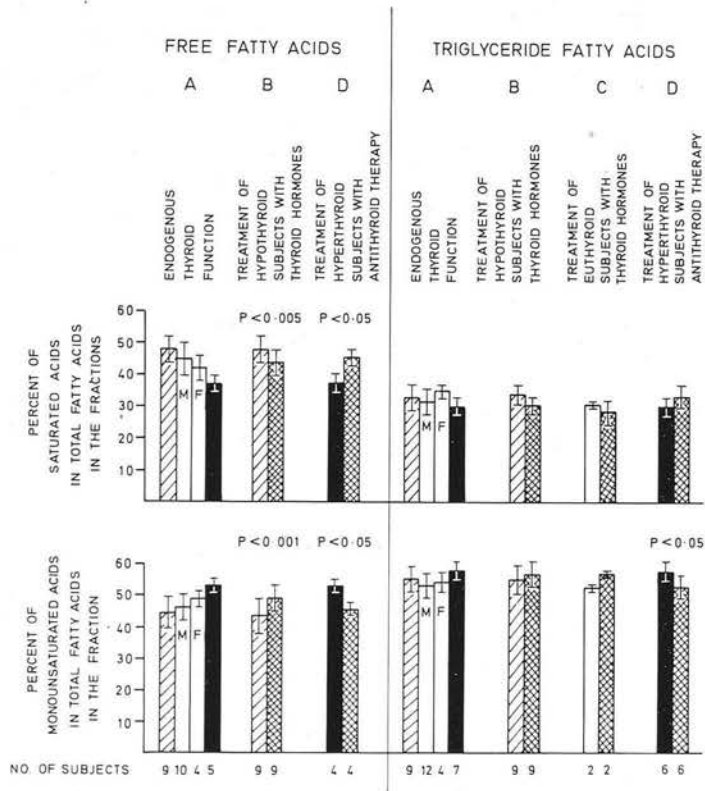 FREE FATTY ACIDS
TRIGLYCERIDE FATTY ACIDS
A B D
A B C D
ENDOGENOUS
THYROID
FUNCTION
TREATMENT OF
HYPOTHYROID
SUBJECTS WITH
THYROID HORMONES
TREATMENT OF
HYPERTHYROID
SUBJECTS WITH
ANTITHYROID THERAPY
ENDOGENOUS
THYROID
FUNCTION
TREATMENT OF
HYPOTHYROID
SUBJECTS WITH
THYROID HORMONES
TREATMENT OF
EUTHYROID
SUBJECTS WITH
THYROID HORMONES
TREATMENT OF
HYPERTHYROID
SUBJECTS WITH
ANTITHYROID THERAPY
PERCENT OF
SATURATED ACIDS
IN TOTAL FATTY ACIDS
IN THE FRACTIONS
60
50
40
30
20
10
P<0·005 P<0·05
M F
M F
PERCENT OF
MONOUNSATURATED ACIDS
IN TOTAL FATTY ACIDS
IN THE FRACTION
60
50
40
30
20
10
P<0·001 P<0·05
P<0·05
M F
M F
NO. OF SUBJECTS 9 10 4 5 9 9 4 4 9 12 4 7 9 9 2 2 6 6